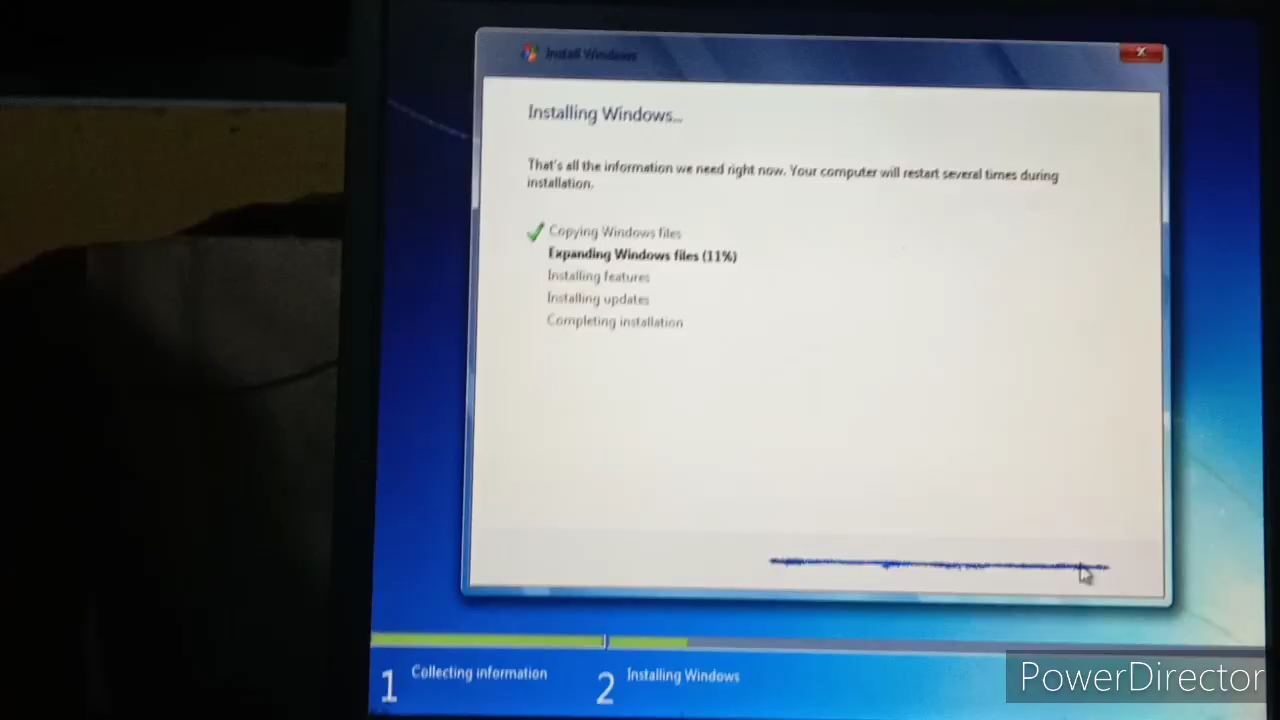 Install Windows
Installing Windows...
That's all the information we need right now. Your computer will restart several times during
installation.
Copying Windows files
Expanding Windows files (11%)
Installing features
Installing updates
Completing installation
1 Collecting information
2 Installing Windows
PowerDirector